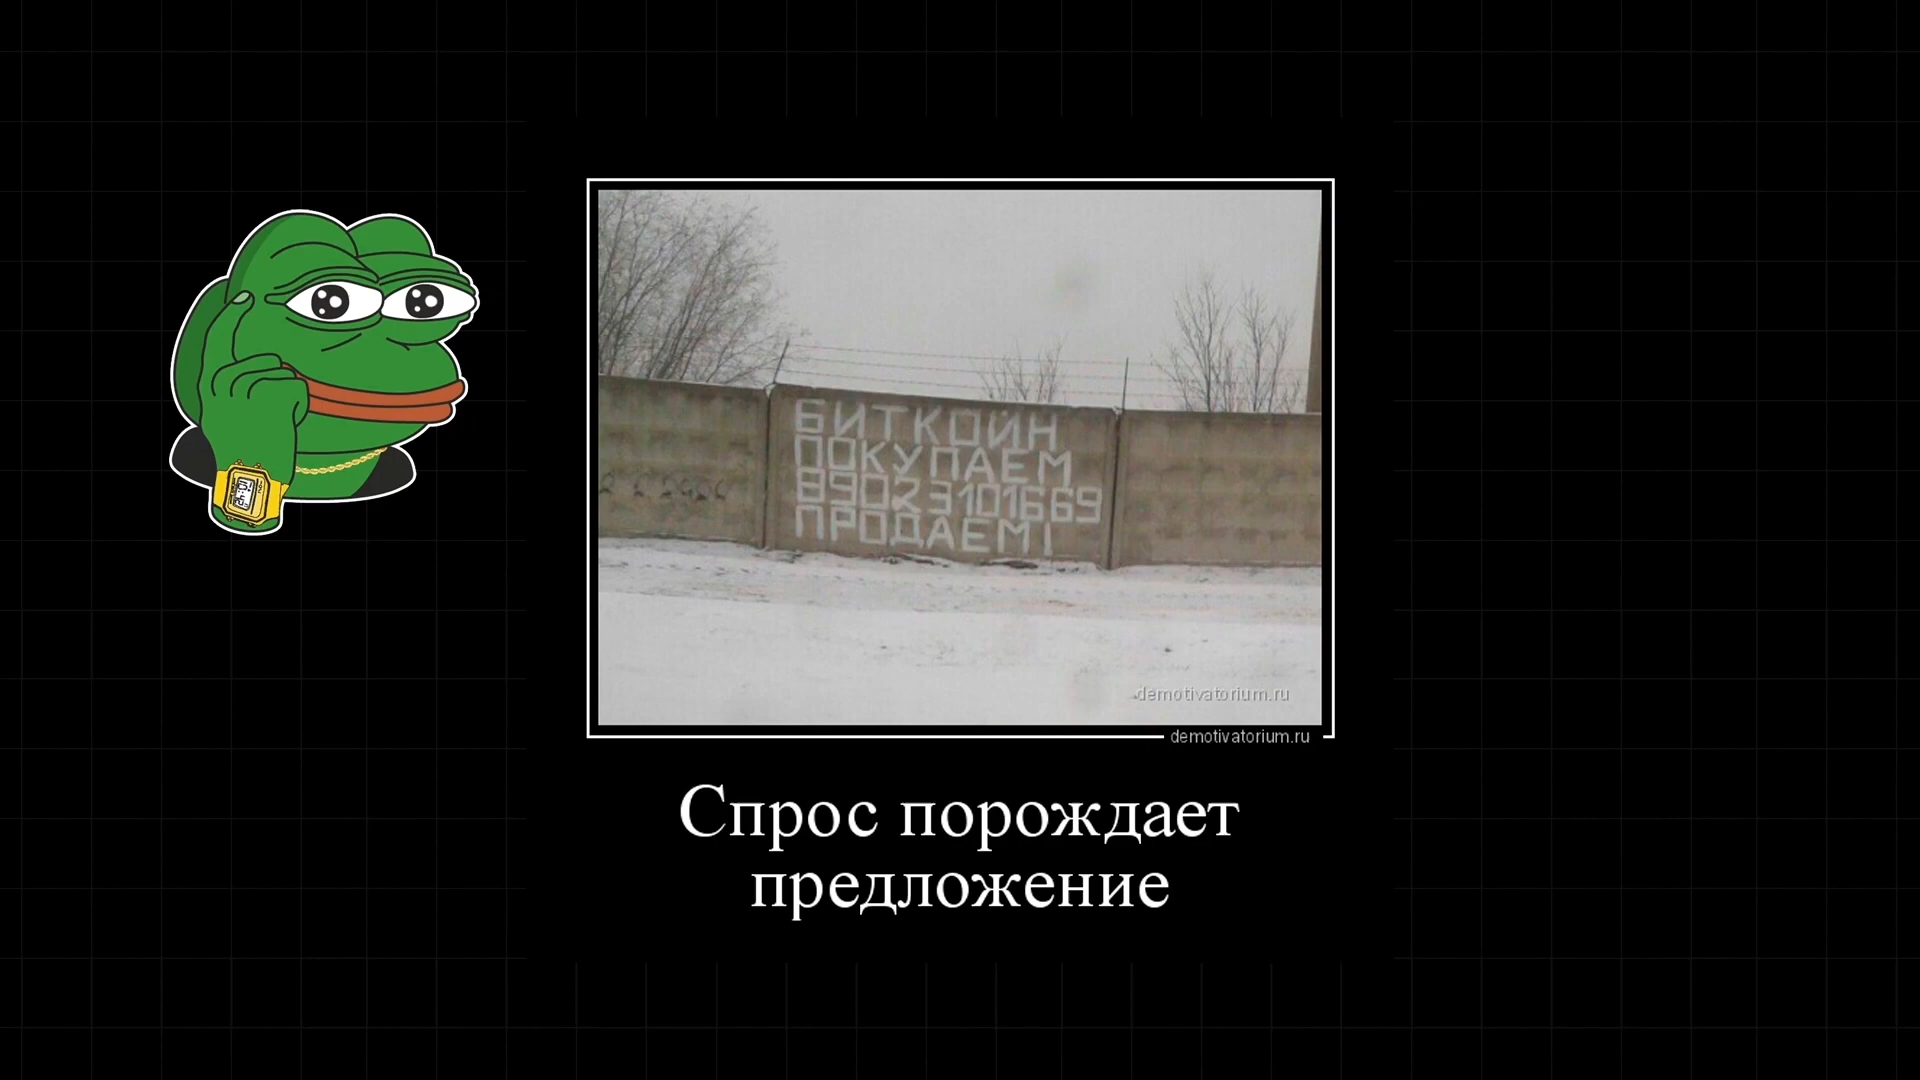 БИТКОЙН
ПОКУПАЕМ
89023101669
ПРОДАЕМ!
demotivatorium.ru
demotivatorium.ru
Спрос порождает
предложение